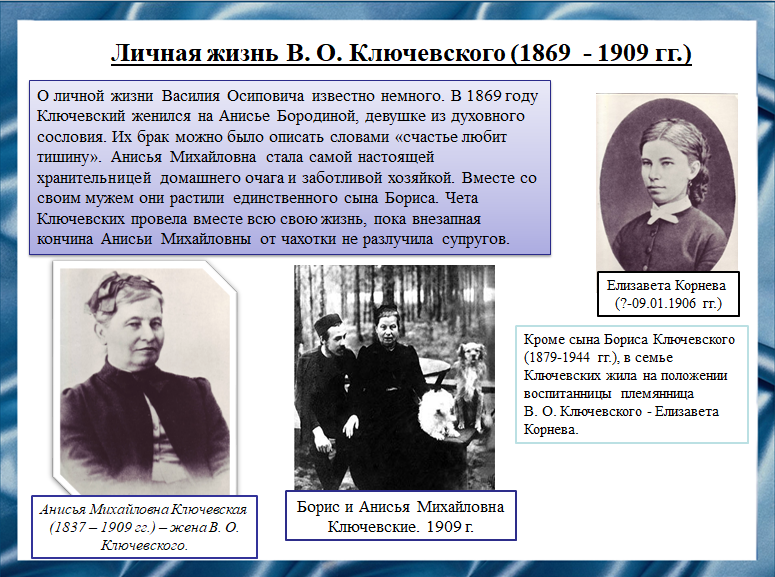 Личная жизнь В. О. Ключевского (1869 - 1909 гг.)
О личной жизни Василия Осиповича известно немного. В 1869 году
Ключевский женился на Анисье Бородиной, девушке из духовного
сословия. Их брак можно было описать словами «счастье любит
тишину». Анисья Михайловна стала самой настоящей
хранительницей домашнего очага и заботливой хозяйкой. Вместе со
своим мужем они растили единственного сына Бориса. Чета
Ключевских провела вместе всю свою жизнь, пока внезапная
кончина Анисьи Михайловны от чахотки не разлучила супругов.
Елизавета Корнева
(?-09.01.1906 гг.)
Кроме сына Бориса Ключевского
(1879-1944 гг.), в семье
Ключевских жила на положении
воспитанницы племянница
В. О. Ключевского - Елизавета
Корнева.
Анисья Михайловна Ключевская
(1837 – 1909 гг.) – жена В. О.
Ключевского.
Борис и Анисья Михайловна
Ключевские. 1909 г.